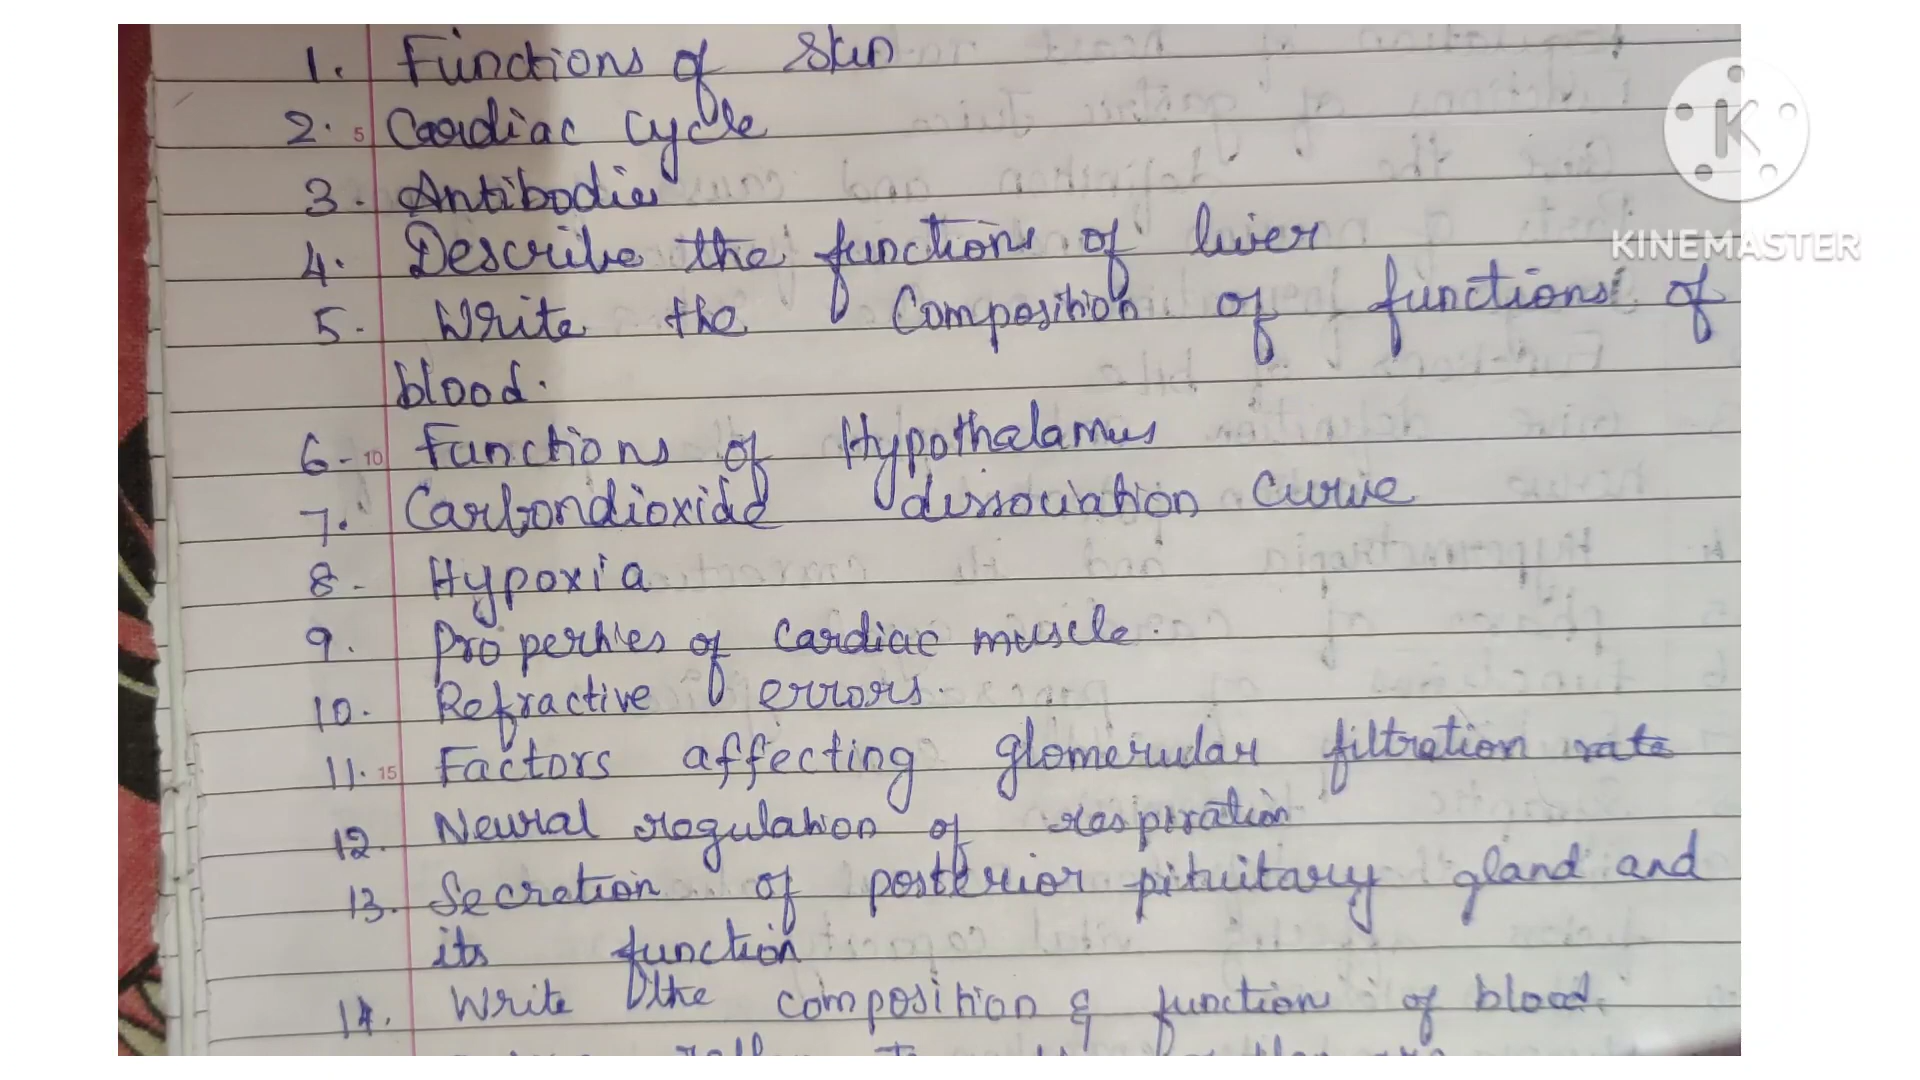 1. Functions of skin
2. Cardiac cycle
3. Antibodies
4. Describe the functions of liver
5. Write the composition of functions of
blood.
6- Functions of Hypothalamus
7. Carbondioxide dissociation curve
8- Hypoxia
9. Properties of cardiac muscle.
10. Refractive errors.
11. Factors affecting glomerular filtration rate
12. Neural regulation of respiration
13. Secretion of posterior pituitary gland and
its function
14. Write the composition & function of blood.
5
10
15
K
KINEMASTER